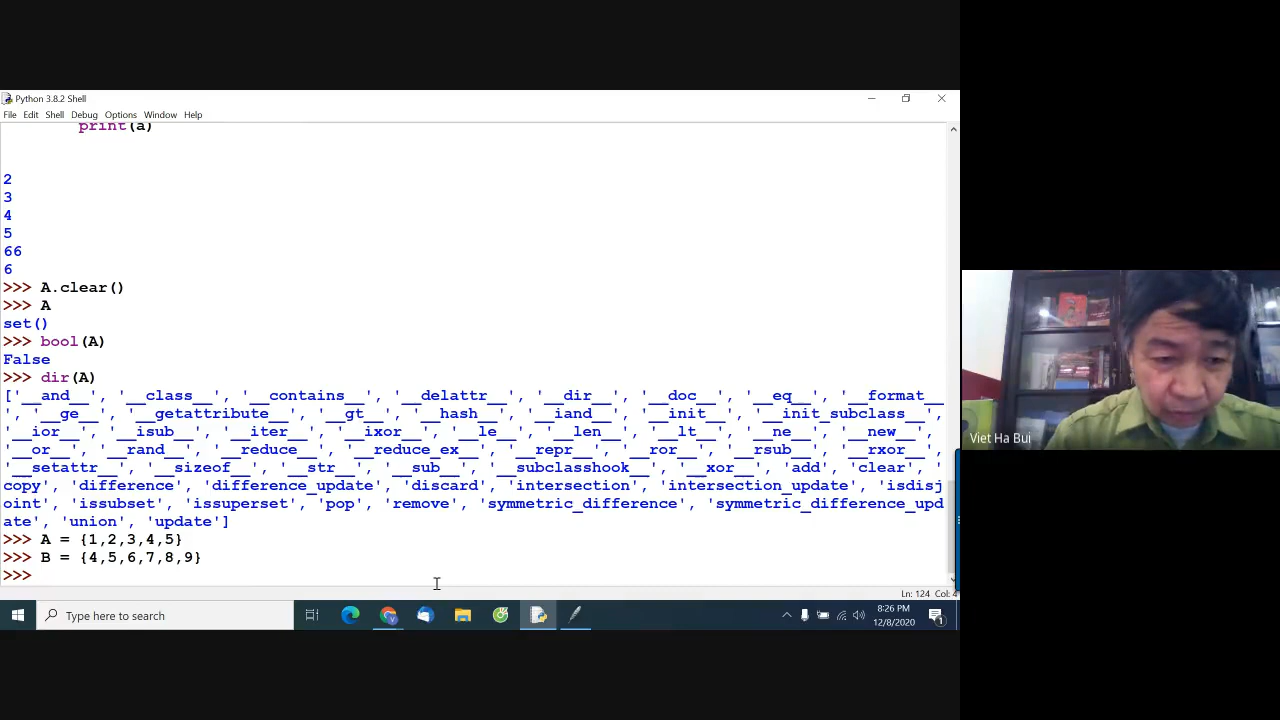 Python 3.8.2 Shell
File Edit Shell Debug Options Window Help
print(a)
2
3
4
5
66
6
>>> A.clear()
>>> A
set()
>>> bool(A)
False
>>> dir(A)
['__and__', '__class__', '__contains__', '__delattr__', '__dir__', '__doc__', '__eq__', '__format__
', '__ge__', '__getattribute__', '__gt__', '__hash__', '__iand__', '__init__', '__init_subclass__',
'__ior__', '__isub__', '__iter__', '__ixor__', '__le__', '__len__', '__lt__', '__ne__', '__new__',
'__or__', '__rand__', '__reduce__', '__reduce_ex__', '__repr__', '__ror__', '__rsub__', '__rxor__',
'__setattr__', '__sizeof__', '__str__', '__sub__', '__subclasshook__', '__xor__', 'add', 'clear', '
copy', 'difference', 'difference_update', 'discard', 'intersection', 'intersection_update', 'isdisj
oint', 'issubset', 'issuperset', 'pop', 'remove', 'symmetric_difference', 'symmetric_difference_upd
ate', 'union', 'update']
>>> A = {1,2,3,4,5}
>>> B = {4,5,6,7,8,9}
>>>
Ln: 124 Col: 4
Type here to search
8:26 PM
12/8/2020
1
Viet Ha Bui